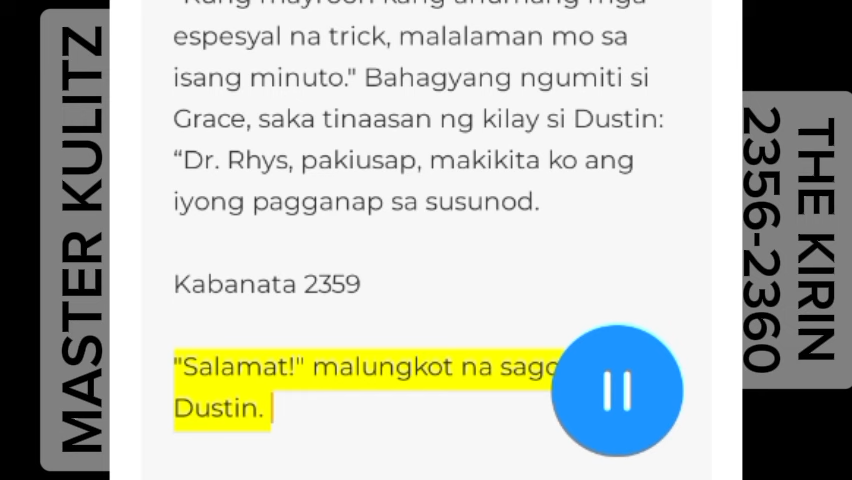 MASTER KULITZ
espesyal na trick, malalaman mo sa
isang minuto." Bahagyang ngumiti si
Grace, saka tinaasan ng kilay si Dustin:
“Dr. Rhys, pakiusap, makikita ko ang
iyong pagganap sa susunod.
Kabanata 2359
"Salamat!" malungkot na
Dustin.
THE KIRIN
2356-2360